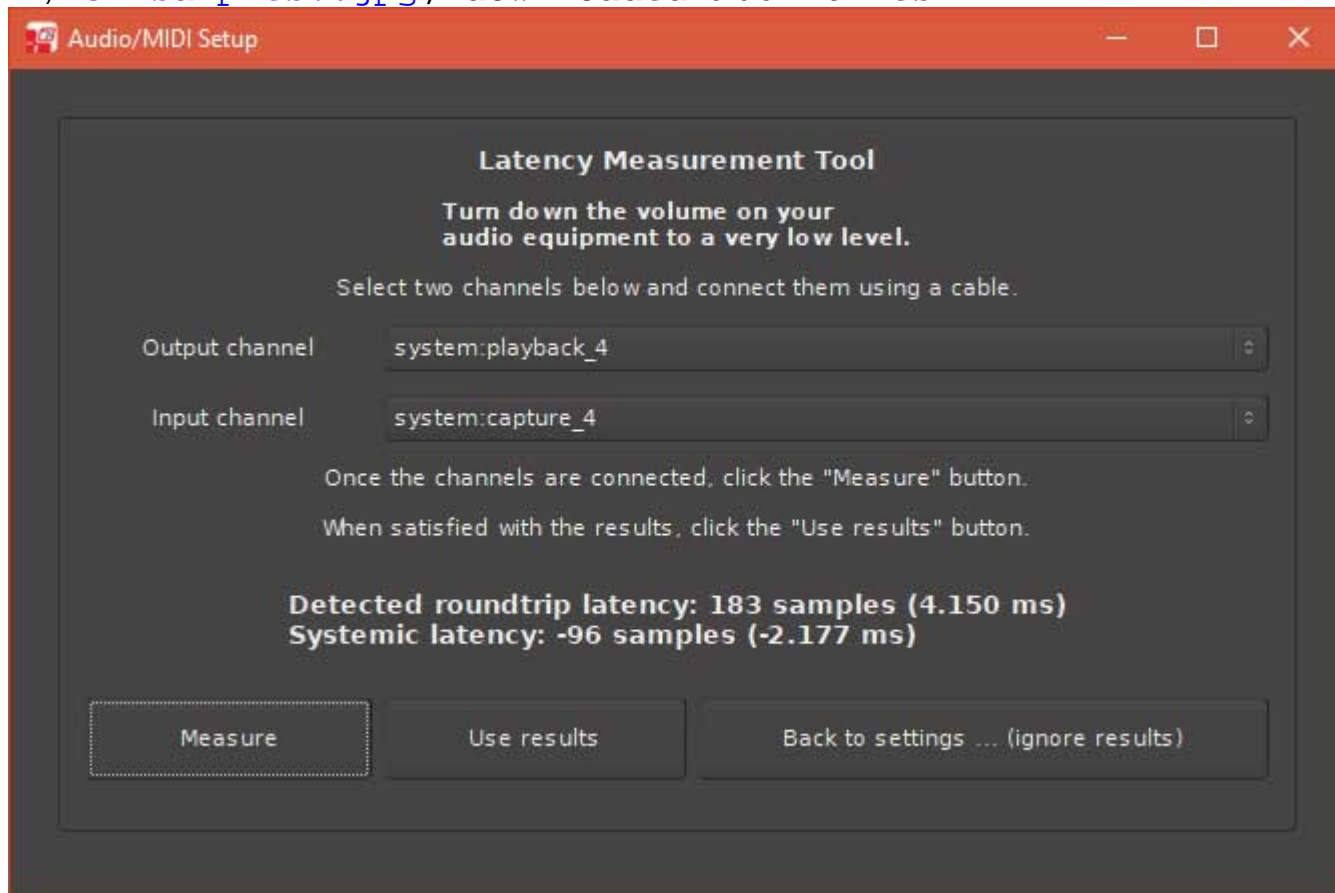 Audio/MIDI Setup
Latency Measurement Tool
Turn down the volume on your
audio equipment to a very low level.
Select two channels below and connect them using a cable.
Output channel system:playback_4
Input channel system:capture_4
Once the channels are connected, click the "Measure" button.
When satisfied with the results, click the "Use results" button.
Detected roundtrip latency: 183 samples (4.150 ms)
Systemic latency: -96 samples (-2.177 ms)
Measure Use results Back to settings ... (ignore results)